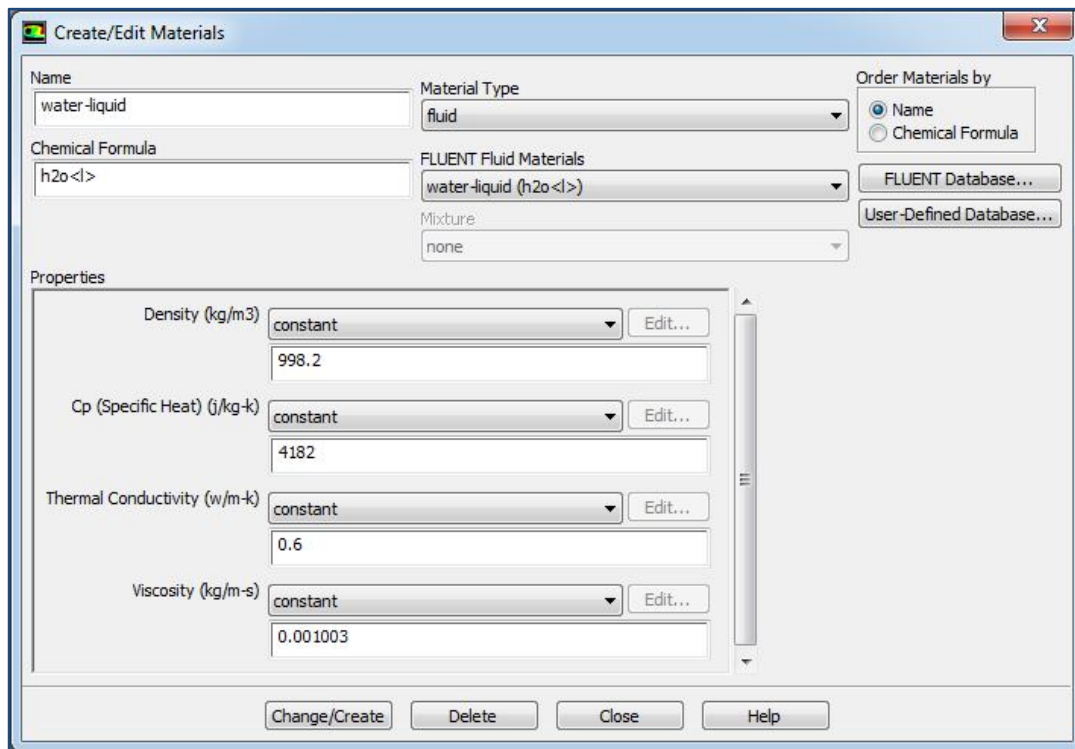 Create/Edit Materials
Name
water-liquid
Chemical Formula
h2o<l>
Material Type
fluid
FLUENT Fluid Materials
water-liquid (h2o<l>)
Mixture
none
Order Materials by
Name
Chemical Formula
FLUENT Database...
User-Defined Database...
Properties
Density (kg/m3)
constant
Edit...
998.2
Cp (Specific Heat) (j/kg-k)
constant
Edit...
4182
Thermal Conductivity (w/m-k)
constant
Edit...
0.6
Viscosity (kg/m-s)
constant
Edit...
0.001003
Change/Create
Delete
Close
Help